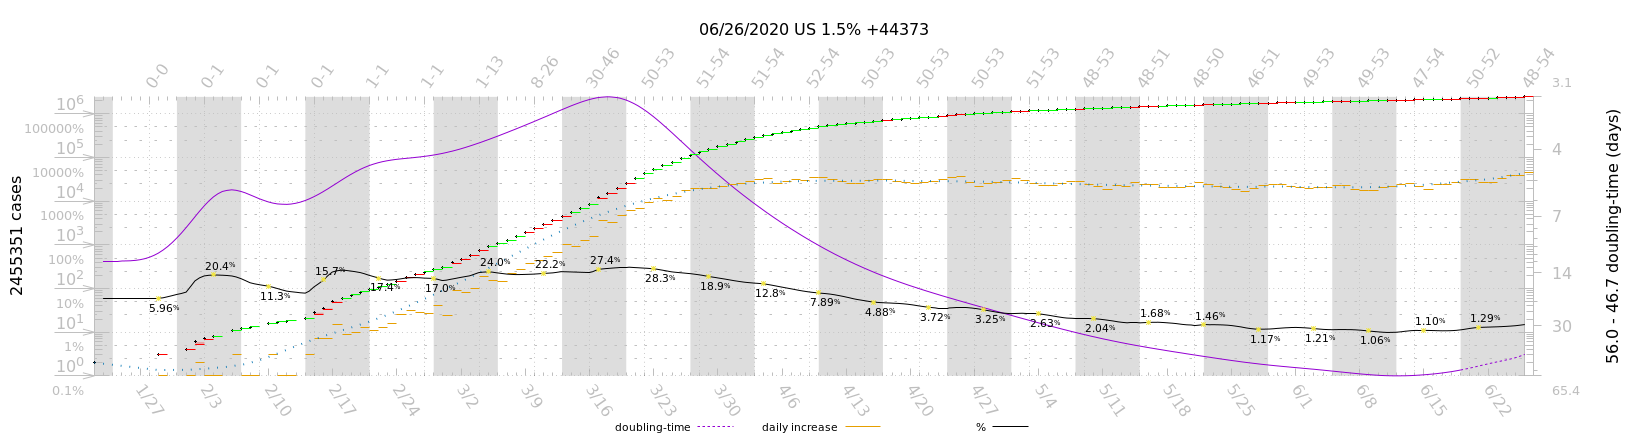 06/26/2020 US 1.5% +44373
0-0 0-1 0-1 0-1 1-1 1-1 1-13 8-26 30-46 50-53 51-54 51-54 52-54 50-53 50-53 50-53 51-53 48-53 48-51 48-50 46-51 49-53 49-53 47-54 50-52 48-54
2455351 cases
10⁶
100000%
10⁵
10000%
10⁴
1000%
10³
100%
10²
10%
10¹
1%
10⁰
0.1%
5.96% 20.4% 11.3% 15.7% 17.4% 17.0% 24.0% 22.2% 27.4% 28.3% 18.9% 12.8% 7.89% 4.88% 3.72% 3.25% 2.63% 2.04% 1.68% 1.46% 1.17% 1.21% 1.06% 1.10% 1.29%
3.1
4
7
14
30
65.4
56.0 - 46.7 doubling-time (days)
1/27 2/3 2/10 2/17 2/24 3/2 3/9 3/16 3/23 3/30 4/6 4/13 4/20 4/27 5/4 5/11 5/18 5/25 6/1 6/8 6/15 6/22
doubling-time daily increase %